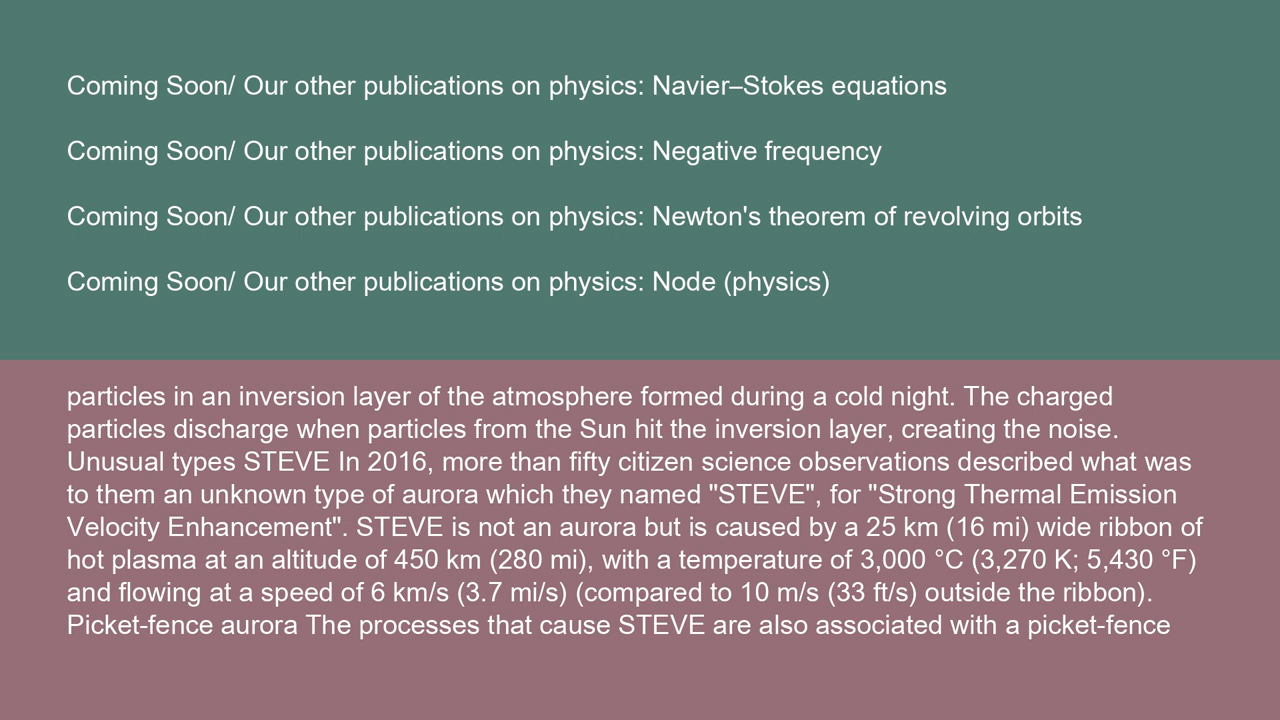 Coming Soon/ Our other publications on physics: Navier–Stokes equations
Coming Soon/ Our other publications on physics: Negative frequency
Coming Soon/ Our other publications on physics: Newton's theorem of revolving orbits
Coming Soon/ Our other publications on physics: Node (physics)
particles in an inversion layer of the atmosphere formed during a cold night. The charged
particles discharge when particles from the Sun hit the inversion layer, creating the noise.
Unusual types STEVE In 2016, more than fifty citizen science observations described what was
to them an unknown type of aurora which they named "STEVE", for "Strong Thermal Emission
Velocity Enhancement". STEVE is not an aurora but is caused by a 25 km (16 mi) wide ribbon of
hot plasma at an altitude of 450 km (280 mi), with a temperature of 3,000 °C (3,270 K; 5,430 °F)
and flowing at a speed of 6 km/s (3.7 mi/s) (compared to 10 m/s (33 ft/s) outside the ribbon).
Picket-fence aurora The processes that cause STEVE are also associated with a picket-fence